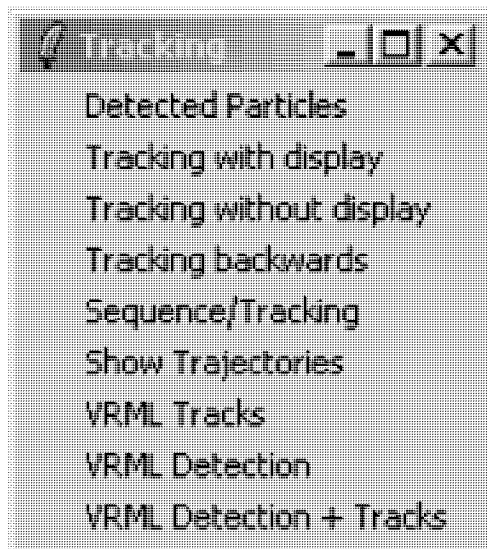 Tracking
Detected Particles
Tracking with display
Tracking without display
Tracking backwards
Sequence/Tracking
Show Trajectories
VRML Tracks
VRML Detection
VRML Detection + Tracks